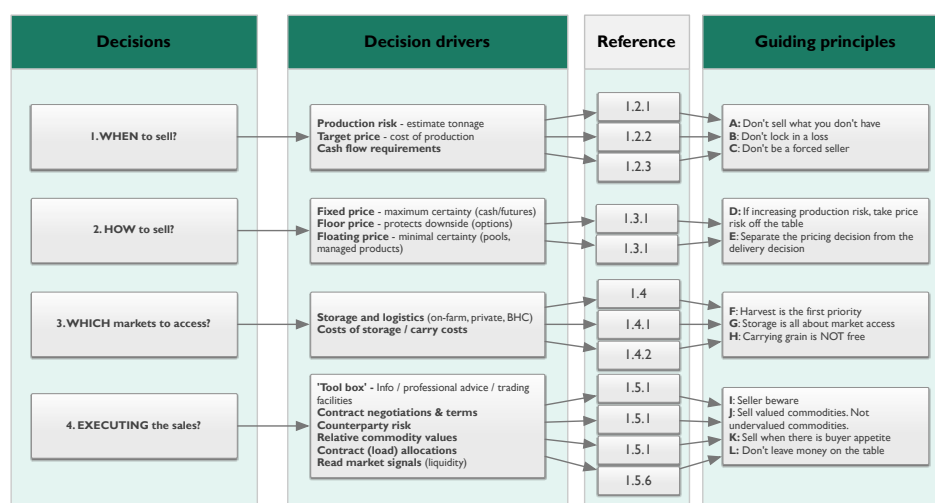 Decisions
Decision drivers
Reference
Guiding principles
1. WHEN to sell?
Production risk - estimate tonnage
Target price - cost of production
Cash flow requirements
1.2.1
1.2.2
1.2.3
A: Don't sell what you don't have
B: Don't lock in a loss
C: Don't be a forced seller
2. HOW to sell?
Fixed price - maximum certainty (cash/futures)
Floor price - protects downside (options)
Floating price - minimal certainty (pools,
managed products)
1.3.1
1.3.1
D: If increasing production risk, take price
risk off the table
E: Separate the pricing decision from the
delivery decision
3. WHICH markets to access?
Storage and logistics (on-farm, private, BHC)
Costs of storage / carry costs
1.4
1.4.1
1.4.2
F: Harvest is the first priority
G: Storage is all about market access
H: Carrying grain is NOT free
4. EXECUTING the sales?
'Tool box' - Info / professional advice / trading
facilities
Contract negotiations & terms
Counterparty risk
Relative commodity values
Contract (load) allocations
Read market signals (liquidity)
1.5.1
1.5.1
1.5.1
1.5.6
I: Seller beware
J: Sell valued commodities. Not
undervalued commodities.
K: Sell when there is buyer appetite
L: Don't leave money on the table